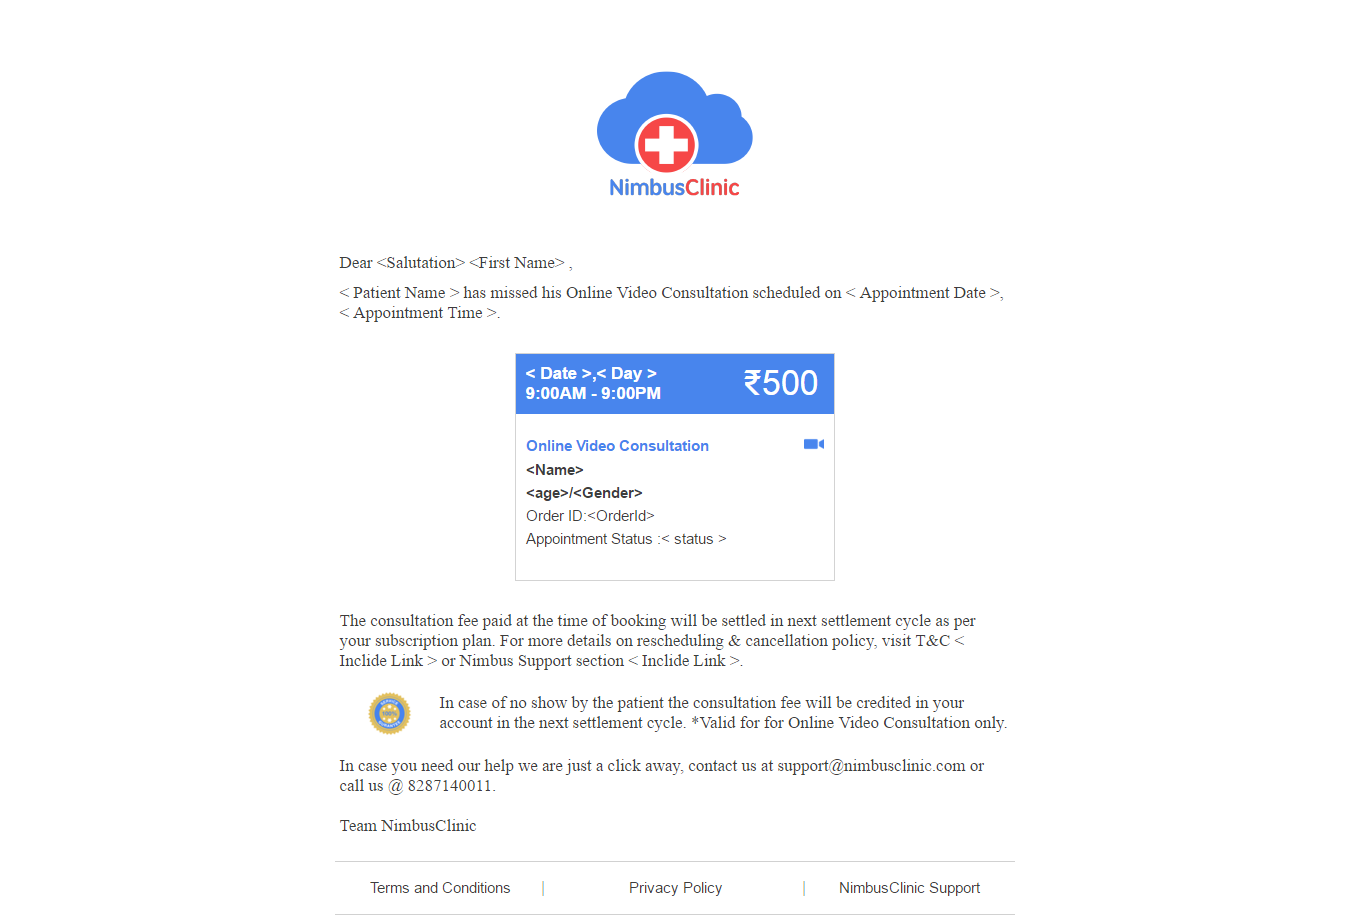 NimbusClinic
Dear <Salutation> <First Name> ,
< Patient Name > has missed his Online Video Consultation scheduled on < Appointment Date >,
< Appointment Time >.
< Date >,< Day >
9:00AM - 9:00PM
₹500
Online Video Consultation
<Name>
<age>/<Gender>
Order ID:<OrderId>
Appointment Status :< status >
The consultation fee paid at the time of booking will be settled in next settlement cycle as per
your subscription plan. For more details on rescheduling & cancellation policy, visit T&C <
Inclide Link > or Nimbus Support section < Inclide Link >.
100%
In case of no show by the patient the consultation fee will be credited in your
account in the next settlement cycle. *Valid for for Online Video Consultation only.
In case you need our help we are just a click away, contact us at support@nimbusclinic.com or
call us @ 8287140011.
Team NimbusClinic
Terms and Conditions | Privacy Policy | NimbusClinic Support